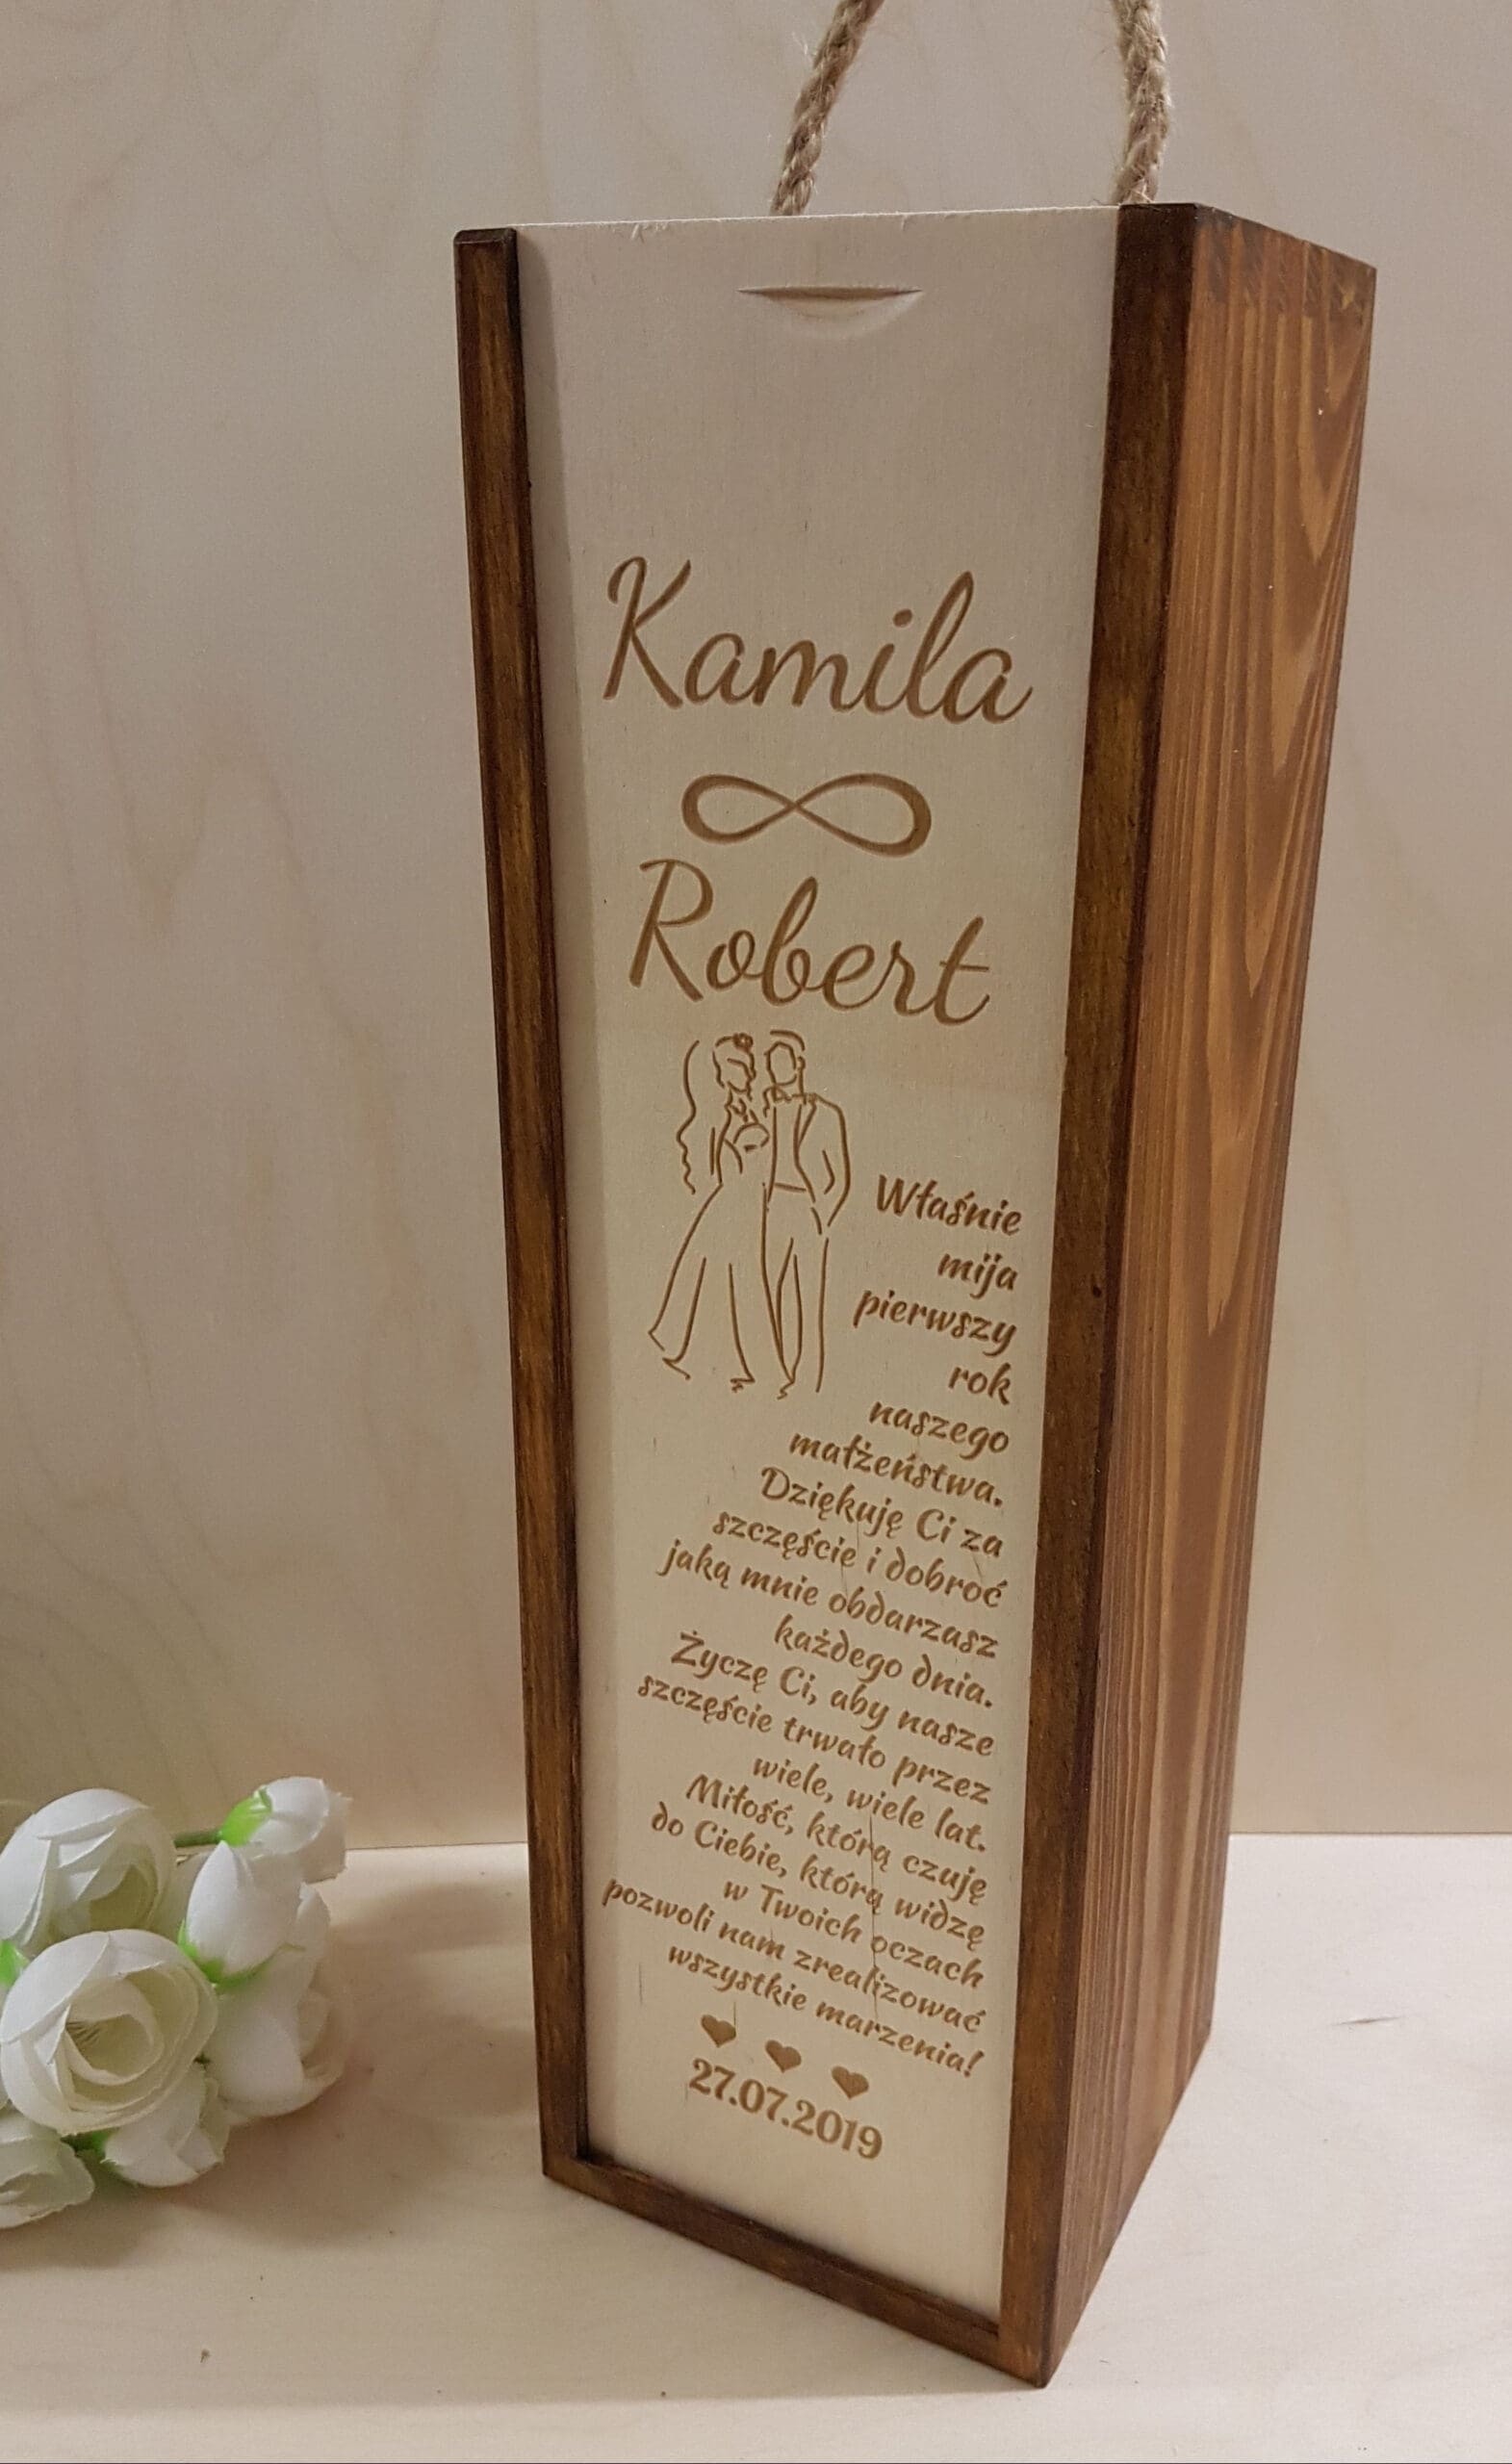 Kamila
∞
Robert
Właśnie
mija
pierwszy
rok
naszego
małżeństwa.
Dziękuję Ci za
szczęście i dobroć
jaką mnie obdarzasz
każdego dnia.
Życzę Ci, aby nasze
szczęście trwało przez
wiele, wiele lat.
Miłość, którą czuję
do Ciebie, którą widzę
w Twoich oczach
pozwoli nam zrealizować
wszystkie marzenia!
27.07.2019